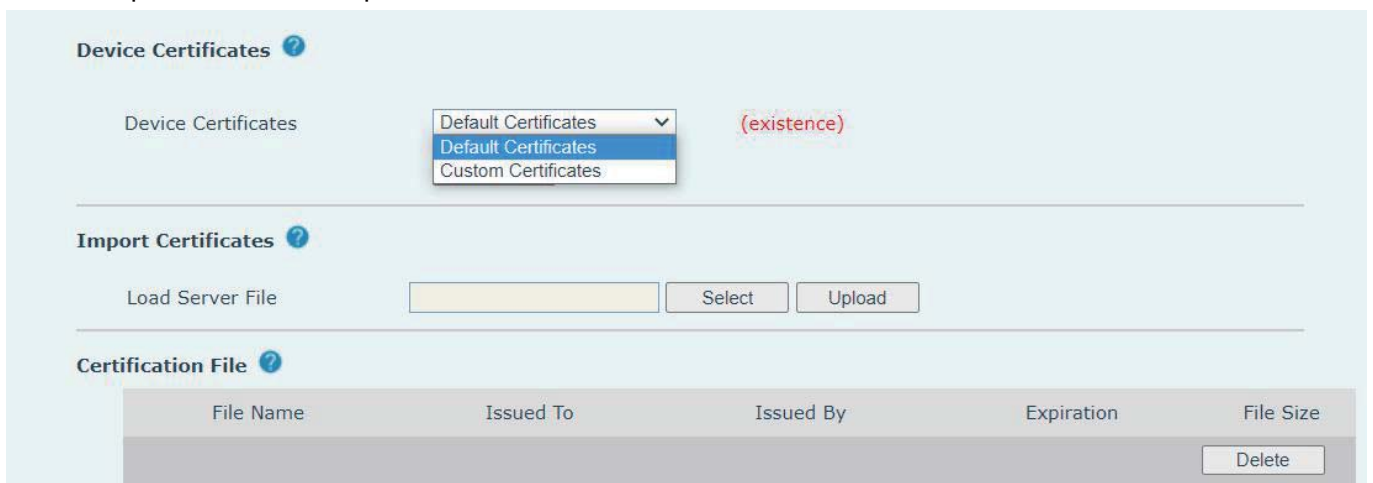 Device Certificates ?
Device Certificates Default Certificates (existence)
Default Certificates
Custom Certificates
Import Certificates ?
Load Server File Select Upload
Certification File ?
File Name Issued To Issued By Expiration File Size
Delete